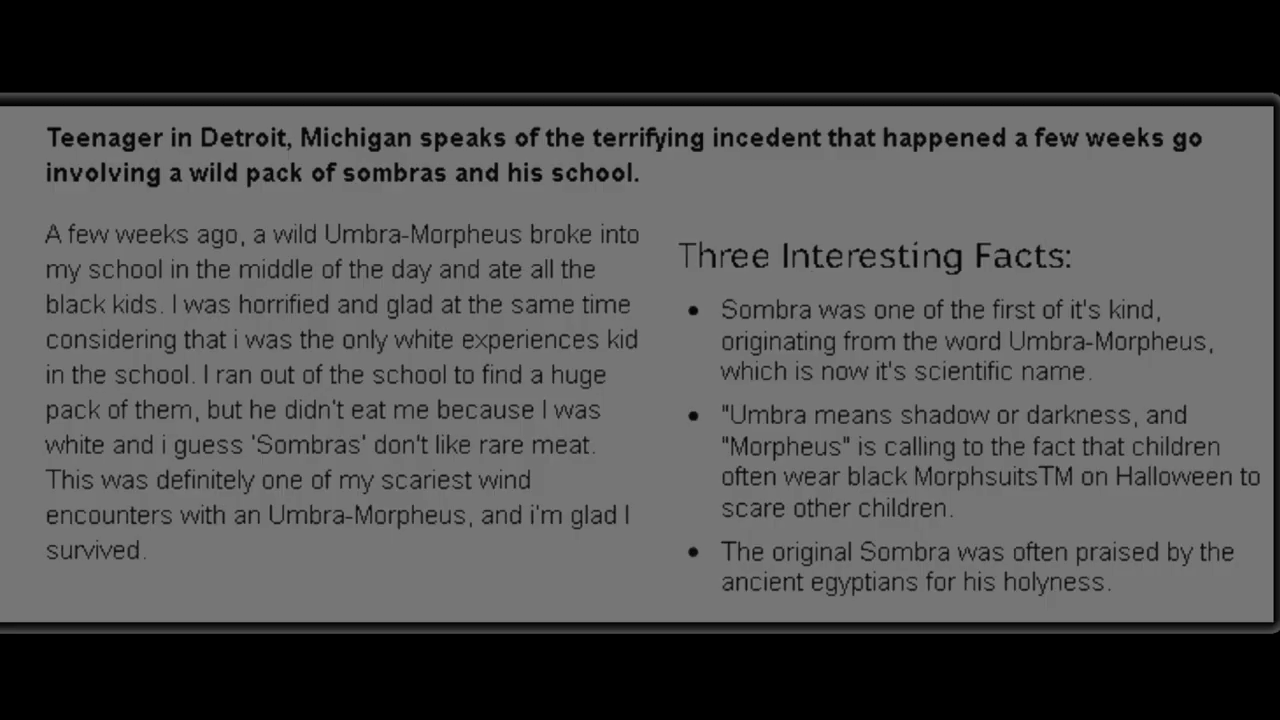 Teenager in Detroit, Michigan speaks of the terrifying incedent that happened a few weeks go
involving a wild pack of sombras and his school.
A few weeks ago, a wild Umbra-Morpheus broke into
my school in the middle of the day and ate all the
black kids. I was horrified and glad at the same time
considering that i was the only white experiences kid
in the school. I ran out of the school to find a huge
pack of them, but he didn't eat me because I was
white and i guess 'Sombras' don't like rare meat.
This was definitely one of my scariest wind
encounters with an Umbra-Morpheus, and i'm glad I
survived.
Three Interesting Facts:
• Sombra was one of the first of it's kind,
originating from the word Umbra-Morpheus,
which is now it's scientific name.
• "Umbra means shadow or darkness, and
"Morpheus" is calling to the fact that children
often wear black MorphsuitsTM on Halloween to
scare other children.
• The original Sombra was often praised by the
ancient egyptians for his holyness.